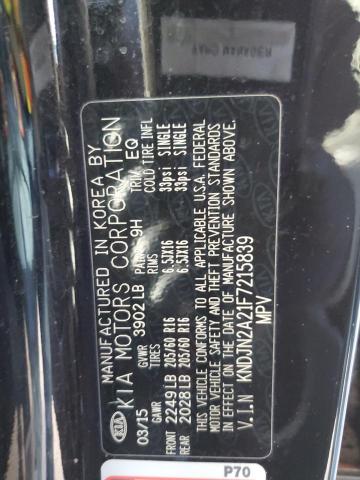 MANUFACTURED IN KOREA BY
KIA KIA MOTORS CORPORATION
03/15 GVWR 3902LB PAINT 9H TRIM EQ
GAWR TIRES RIMS COLD TIRE INFL
FRONT 2249LB 205/60 R16 6.5JX16 33psi SINGLE
REAR 2028LB 205/60 R16 6.5JX16 33psi SINGLE
THIS VEHICLE CONFORMS TO ALL APPLICABLE U.S.A. FEDERAL
MOTOR VEHICLE SAFETY AND THEFT PREVENTION
STANDARDS IN EFFECT ON THE DATE OF MANUFACTURE SHOWN ABOVE.
V.I.N KNDJN2A21F7215839
MPV
P70